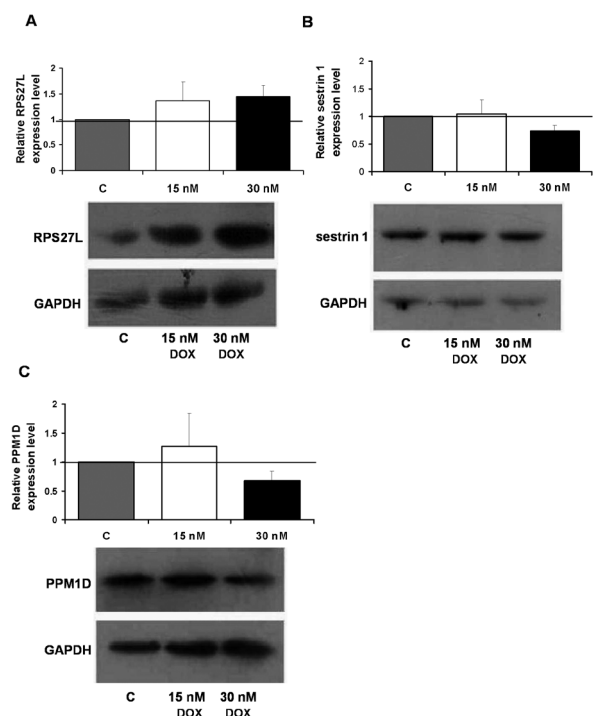 A
Relative RPS27L
expression level
2
1.5
1
0.5
0
C
15 nM
30 nM
RPS27L
GAPDH
C
15 nM
DOX
30 nM
DOX
B
Relative sestrin 1
expression level
2
1.5
1
0.5
0
C
15 nM
30 nM
sestrin 1
GAPDH
C
15 nM
DOX
30 nM
DOX
C
Relative PPM1D
expression level
2
1.5
1
0.5
0
C
15 nM
30 nM
PPM1D
GAPDH
C
15 nM
DOX
30 nM
DOX